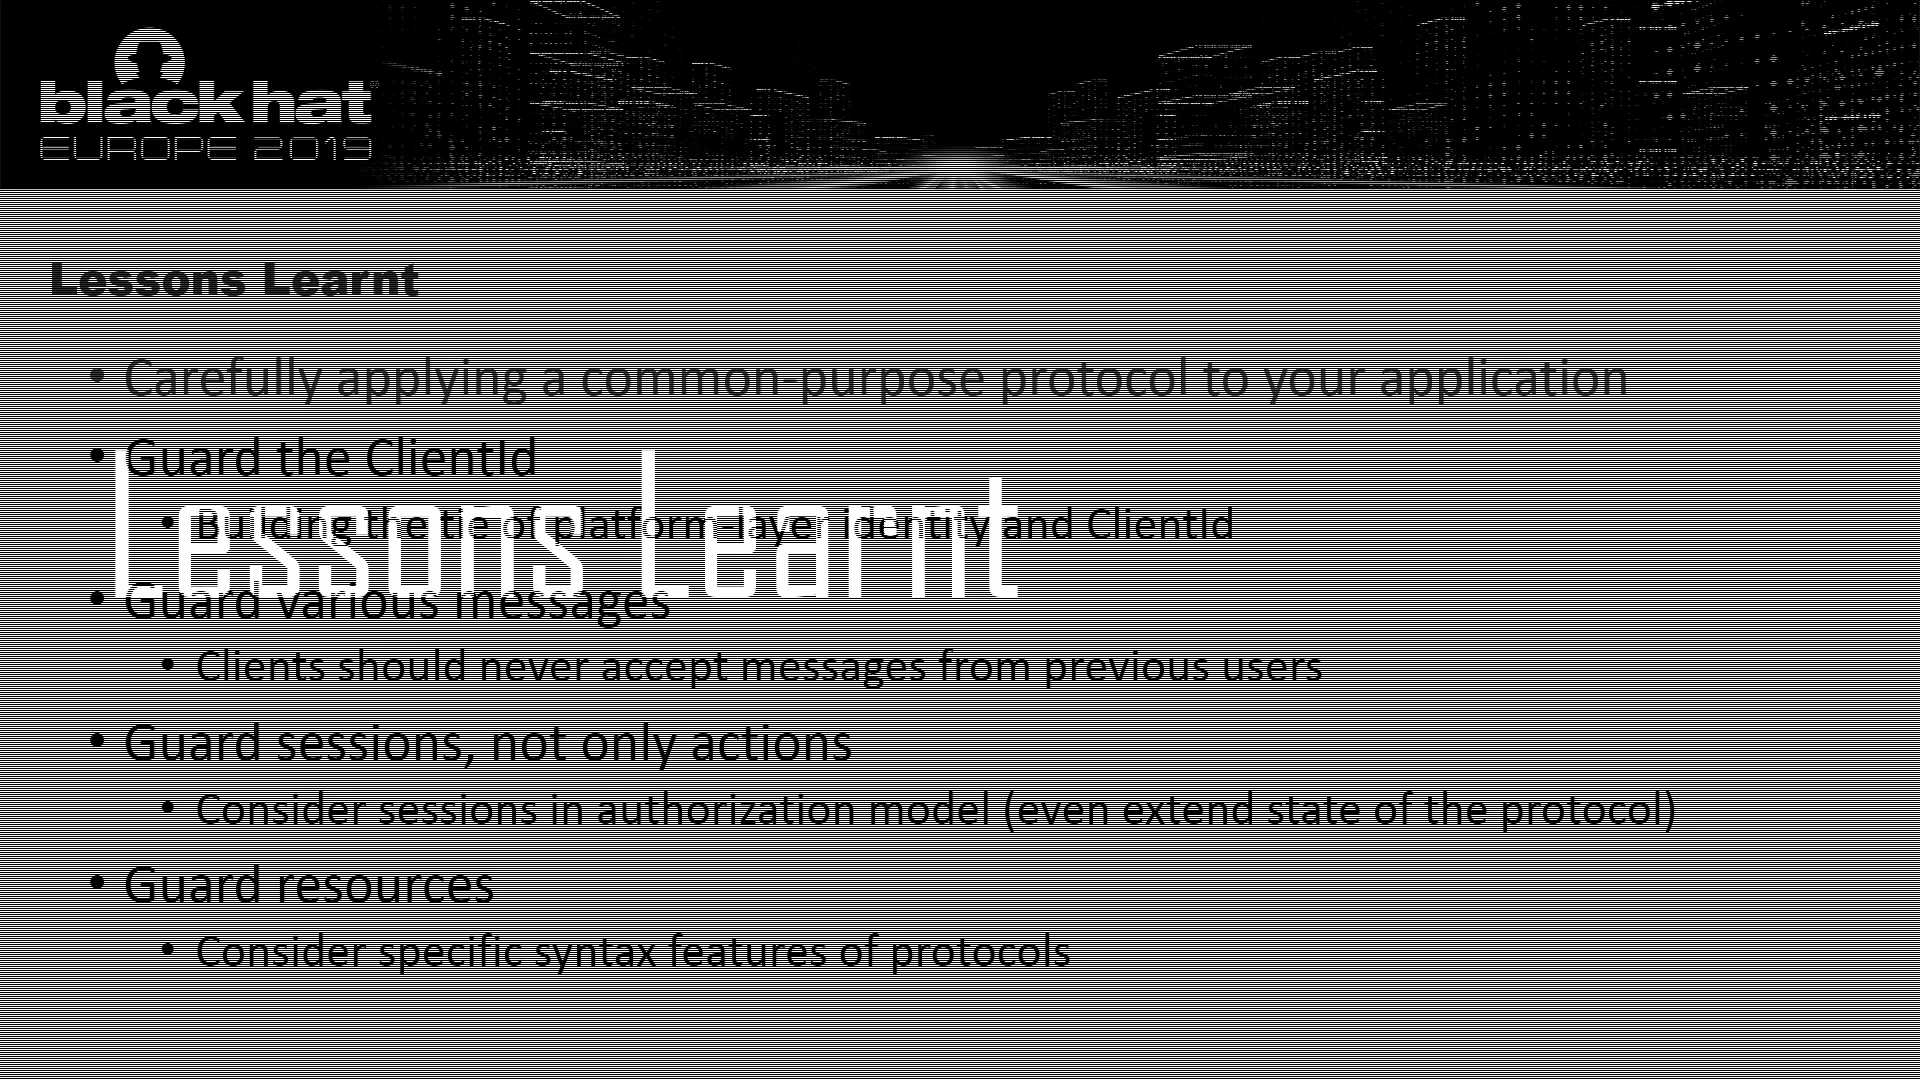 black hat
EUROPE 2019
Lessons Learnt
• Carefully applying a common-purpose protocol to your application
• Guard the ClientId
Lessons Learnt
• Building the tie of platform-layer identity and ClientId
• Guard various messages
• Clients should never accept messages from previous users
• Guard sessions, not only actions
• Consider sessions in authorization model (even extend state of the protocol)
• Guard resources
• Consider specific syntax features of protocols